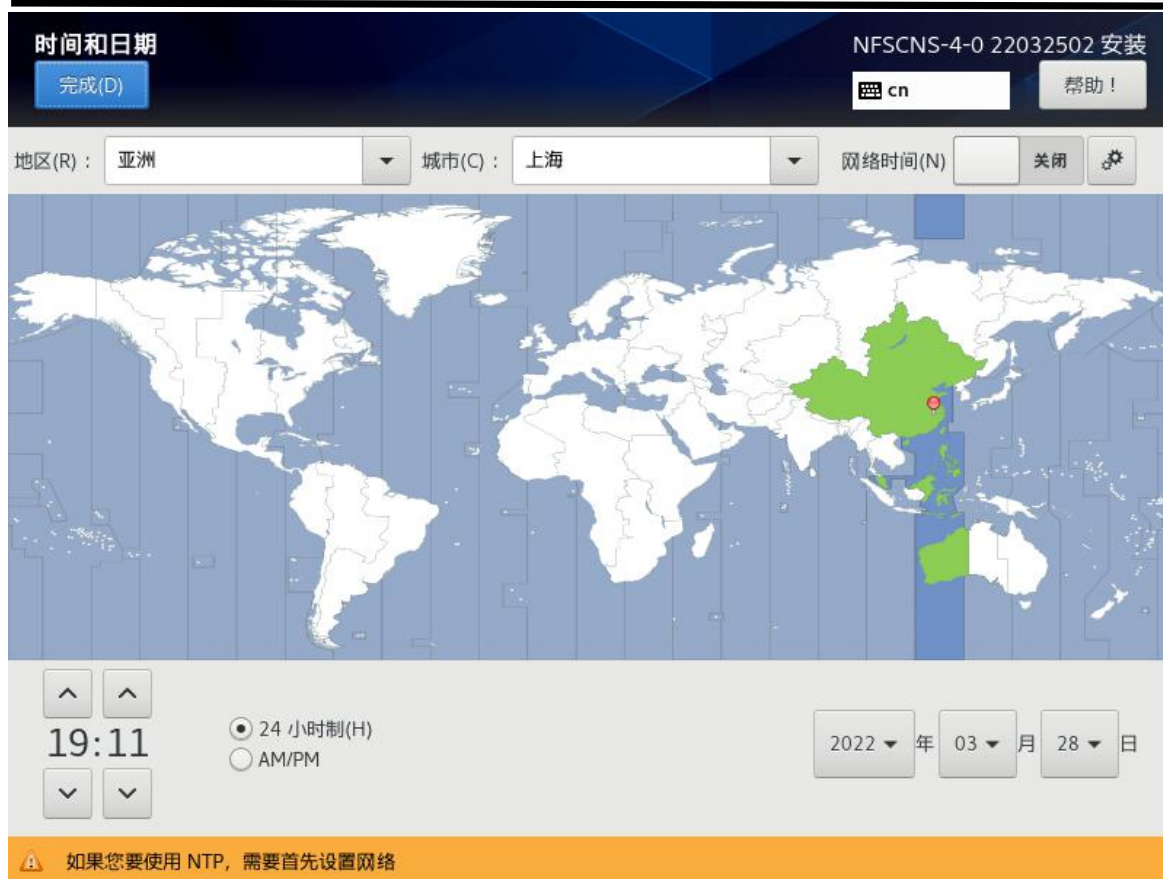 时间和日期
NFSCNS-4-0 22032502 安装
完成(D)
cn
帮助！
地区(R)： 亚洲 城市(C)： 上海 网络时间(N) 关闭
19:11
24 小时制(H)
AM/PM
2022 年 03 月 28 日
如果您要使用 NTP，需要首先设置网络